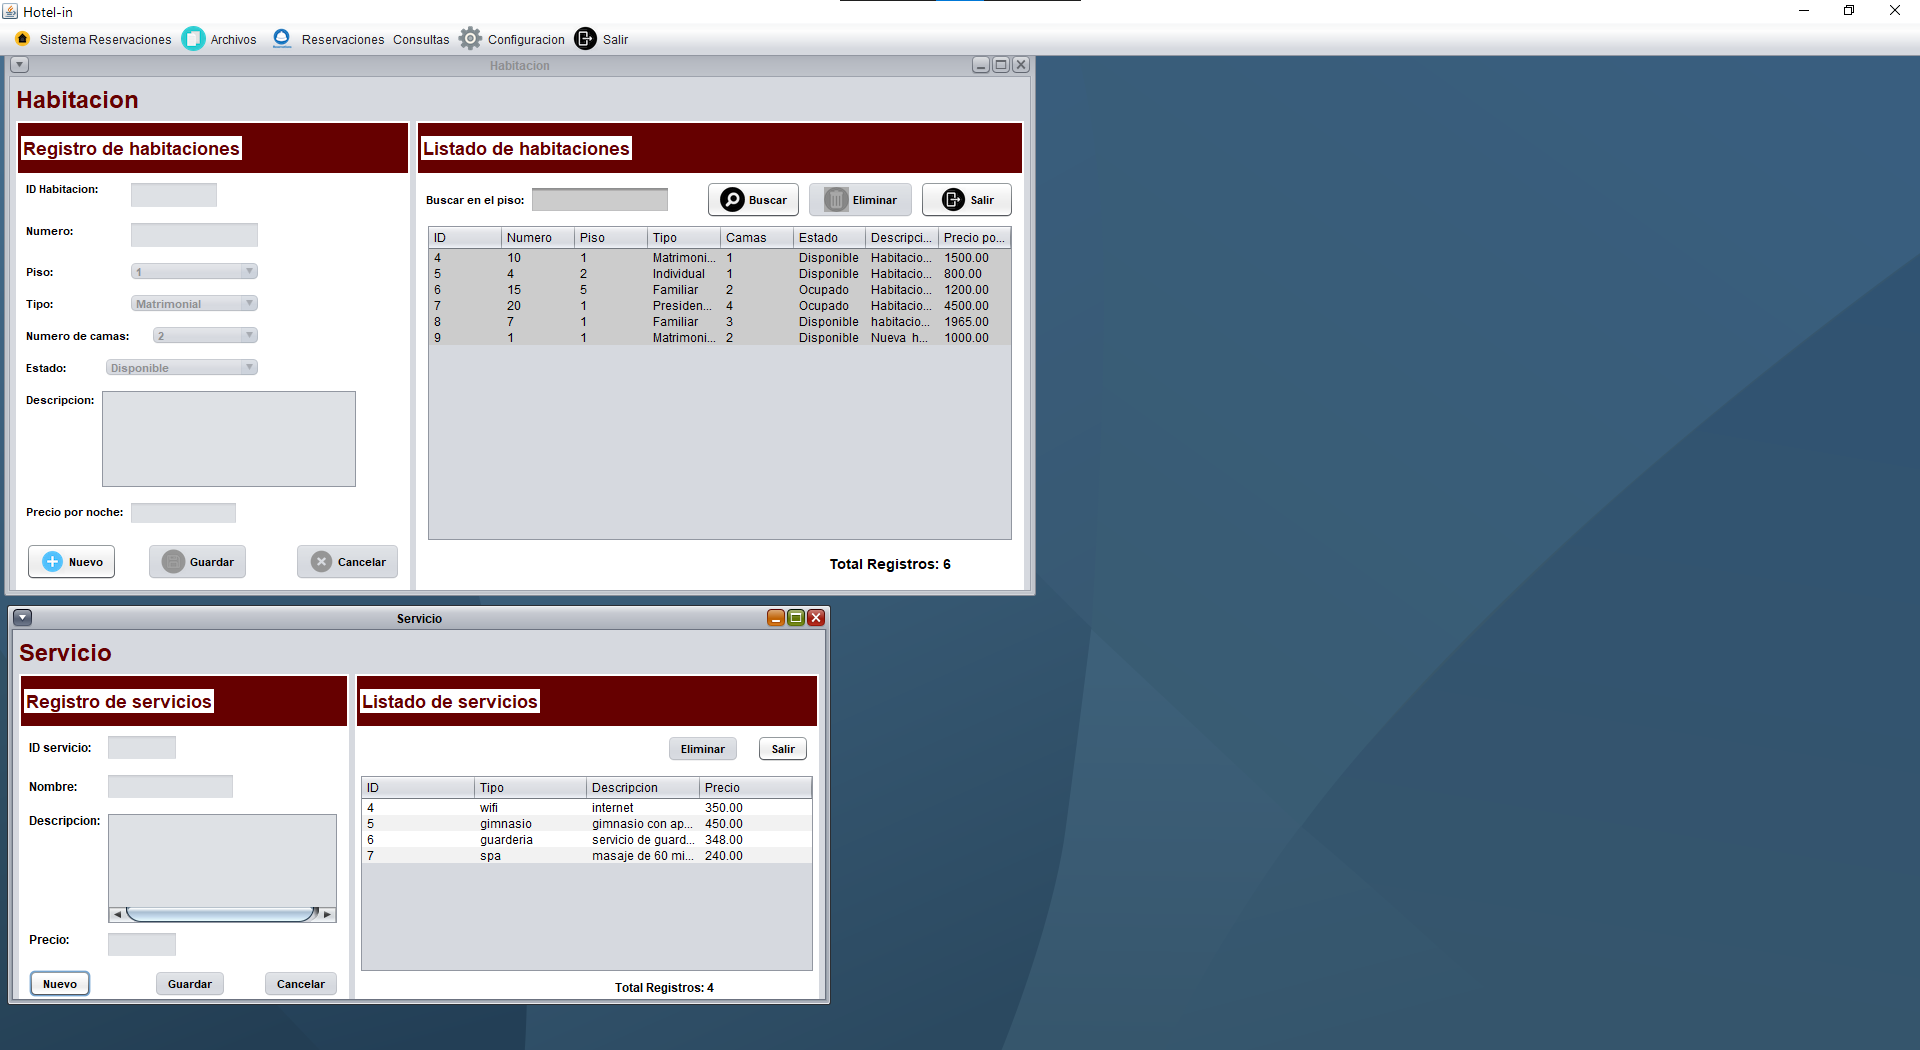 Hotel-in
Sistema Reservaciones Archivos Reservaciones Consultas Configuracion Salir
Habitacion
Habitacion
Registro de habitaciones
ID Habitacion:
Numero:
Piso: 1
Tipo: Matrimonial
Numero de camas: 2
Estado: Disponible
Descripcion:
Precio por noche:
Nuevo Guardar Cancelar
Listado de habitaciones
Buscar en el piso: Buscar Eliminar Salir
ID Numero Piso Tipo Camas Estado Descripci... Precio po...
4 10 1 Matrimoni... 1 Disponible Habitacio... 1500.00
5 4 2 Individual 1 Disponible Habitacio... 800.00
6 15 5 Familiar 2 Ocupado Habitacio... 1200.00
7 20 1 Presiden... 4 Ocupado Habitacio... 4500.00
8 7 1 Familiar 3 Disponible habitacio... 1965.00
9 1 1 Matrimoni... 2 Disponible Nueva h... 1000.00
Total Registros: 6
Servicio
Servicio
Registro de servicios
ID servicio:
Nombre:
Descripcion:
Precio:
Nuevo Guardar Cancelar
Listado de servicios
Eliminar Salir
ID Tipo Descripcion Precio
4 wifi internet 350.00
5 gimnasio gimnasio con ap... 450.00
6 guarderia servicio de guard... 348.00
7 spa masaje de 60 mi... 240.00
Total Registros: 4